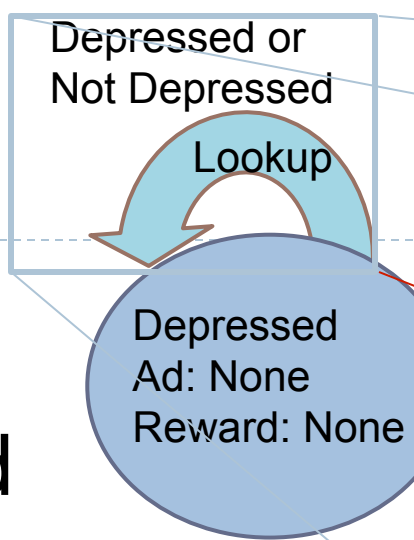 Depressed or
Not Depressed
Lookup
Depressed
Ad: None
Reward: None